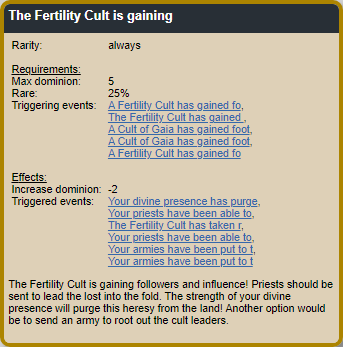 The Fertility Cult is gaining
Rarity: always
Requirements:
Max dominion: 5
Rare: 25%
Triggering events: A Fertility Cult has gained fo,
The Fertility Cult has gained ,
A Cult of Gaia has gained foot,
A Cult of Gaia has gained foot,
A Fertility Cult has gained fo
Effects:
Increase dominion: -2
Triggered events: Your divine presence has purge,
Your priests have been able to,
The Fertility Cult has taken r,
Your priests have been able to,
Your armies have been put to t,
Your armies have been put to t
The Fertility Cult is gaining followers and influence! Priests should be
sent to lead the lost into the fold. The strength of your divine
presence will purge this heresy from the land! Another option would
be to send an army to root out the cult leaders.